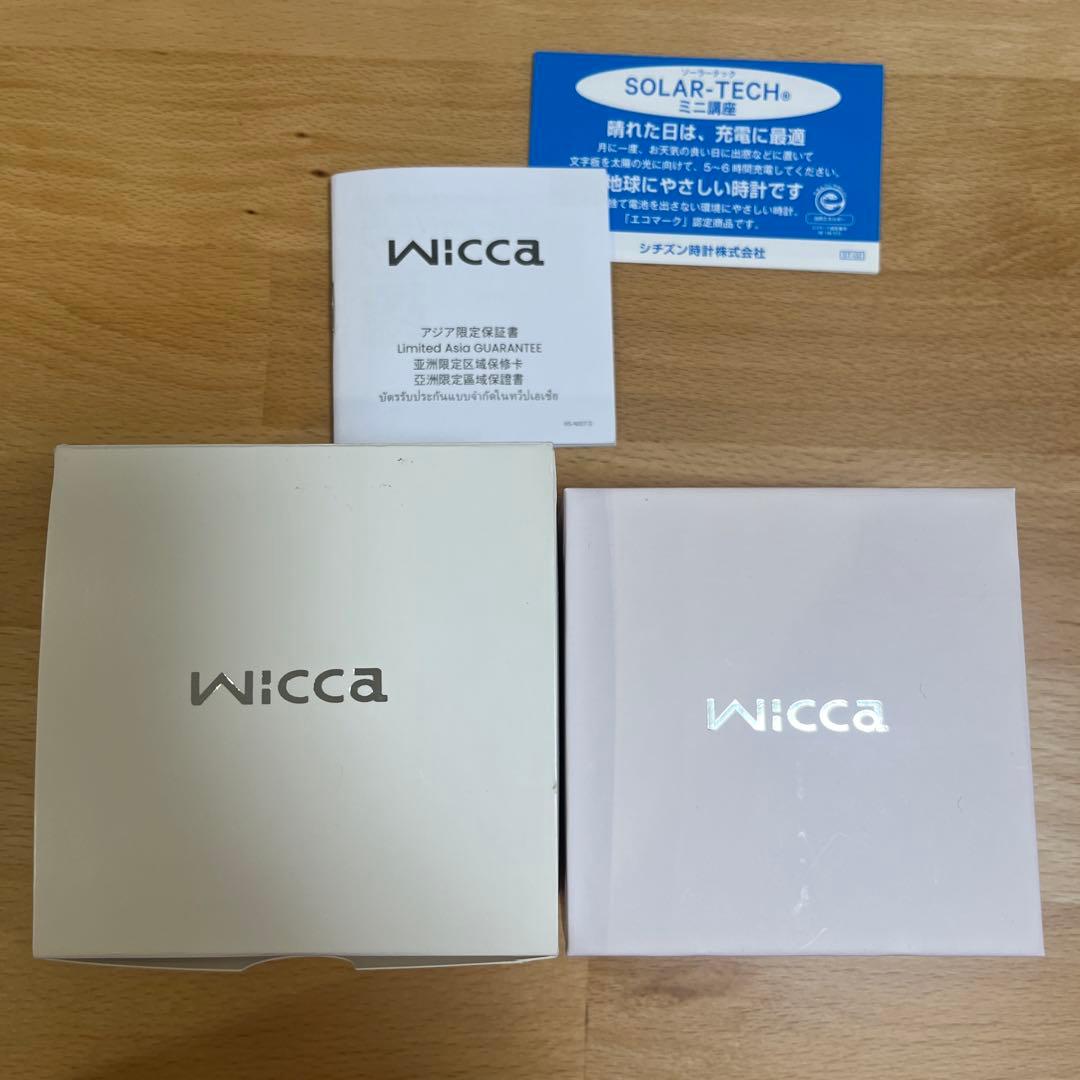 ソーラーテック
SOLAR-TECH®
ミニ講座
晴れた日は、充電に最適
月に一度、お天気の良い日に出窓などに置いて
文字板を太陽の光に向けて、5〜6時間充電してください。
地球にやさしい時計です
捨て電池を出さない環境にやさしい時計。
「エコマーク」認定商品です。
シチズン時計株式会社
wicca
アジア限定保証書
Limited Asia GUARANTEE
亚洲限定区域保修卡
亞洲限定區域保證書
บัตรรับประกันแบบจำกัดในทวีปเอเชีย
wicca
wicca